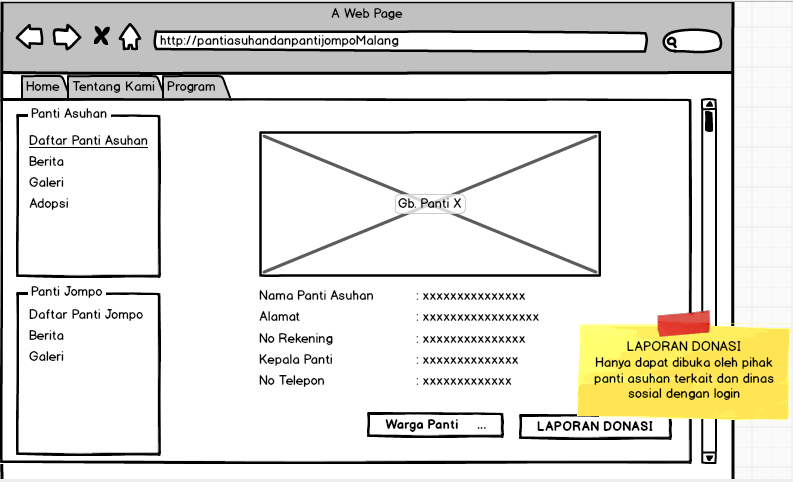 A Web Page
http://pantiasuhandanpantijompoMalang
Home Tentang Kami Program
Panti Asuhan
Daftar Panti Asuhan
Berita
Galeri
Adopsi
Panti Jompo
Daftar Panti Jompo
Berita
Galeri
Gb. Panti X
Nama Panti Asuhan : xxxxxxxxxxxxxxx
Alamat : xxxxxxxxxxxxxxxxx
No Rekening : xxxxxxxxxxxxxxx
Kepala Panti : xxxxxxxxxxxxxx
No Telepon : xxxxxxxxxxxxx
LAPORAN DONASI
Hanya dapat dibuka oleh pihak
panti asuhan terkait dan dinas
sosial dengan login
Warga Panti ...
LAPORAN DONASI